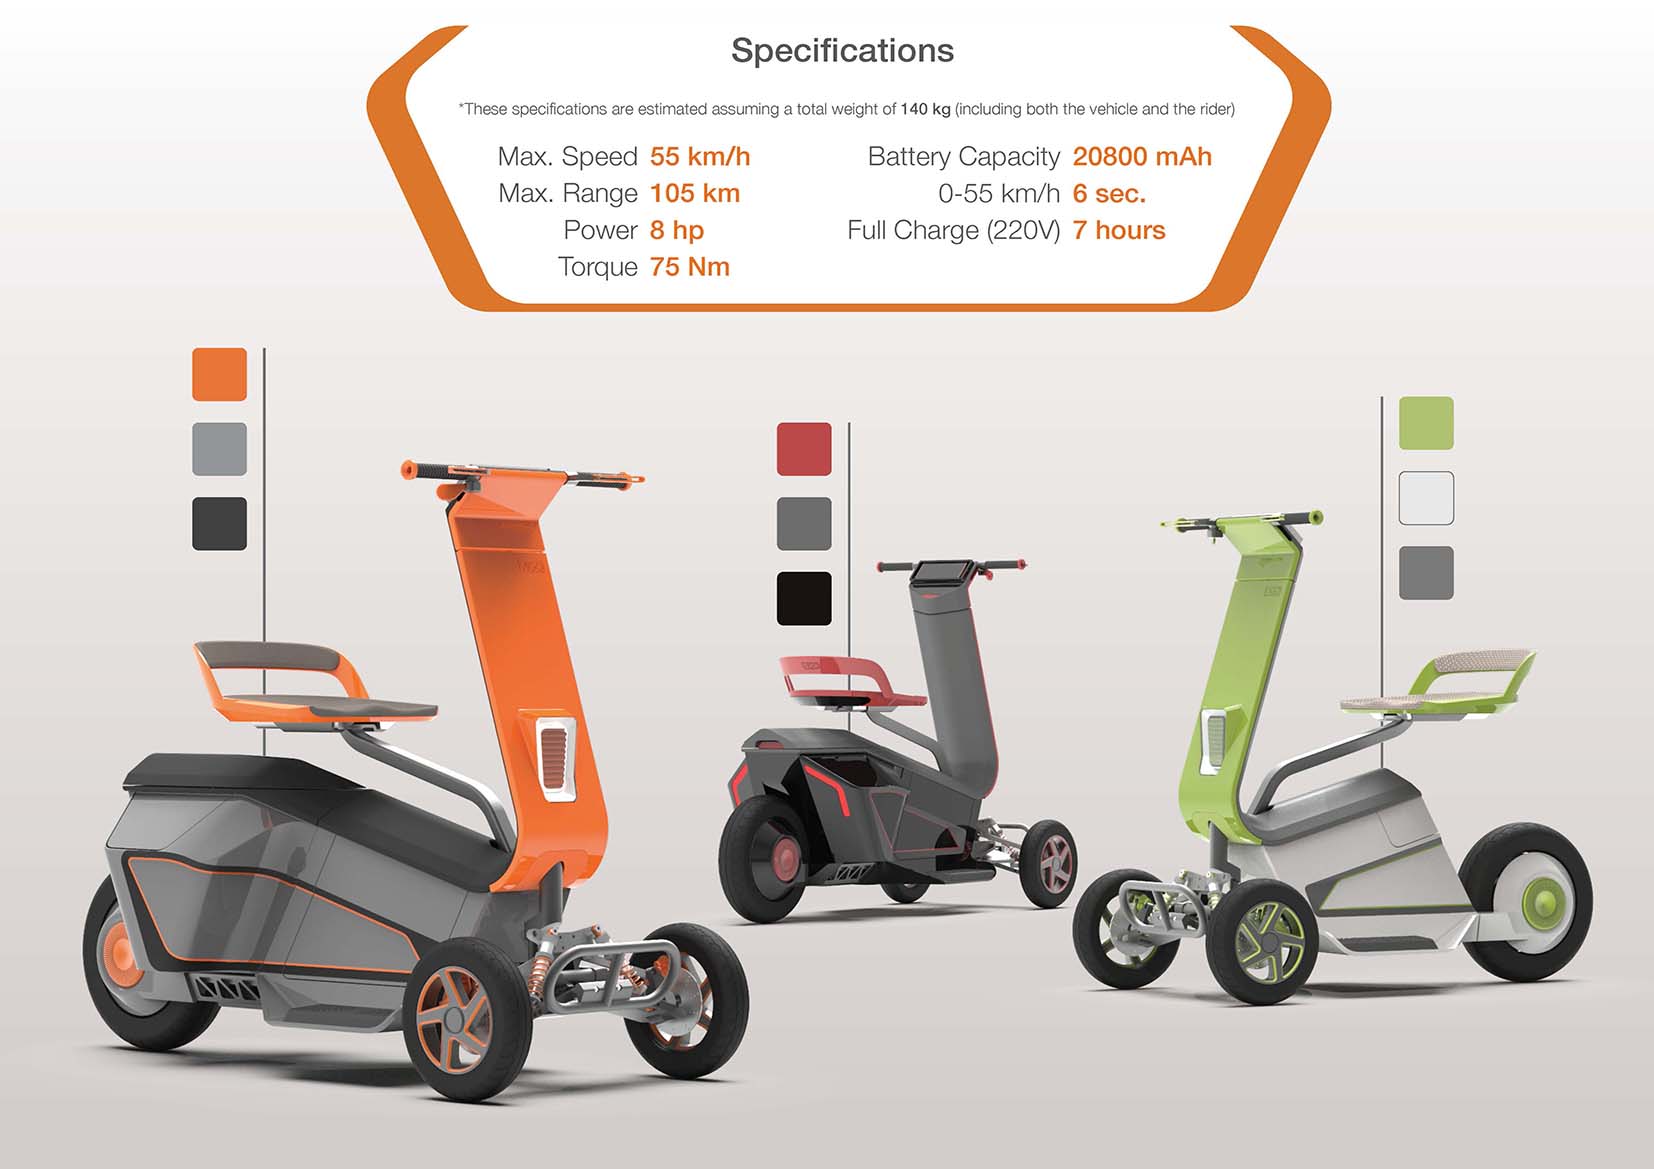 Specifications
*These specifications are estimated assuming a total weight of 140 kg (including both the vehicle and the rider)
Max. Speed 55 km/h
Max. Range 105 km
Power 8 hp
Torque 75 Nm
Battery Capacity 20800 mAh
0-55 km/h 6 sec.
Full Charge (220V) 7 hours